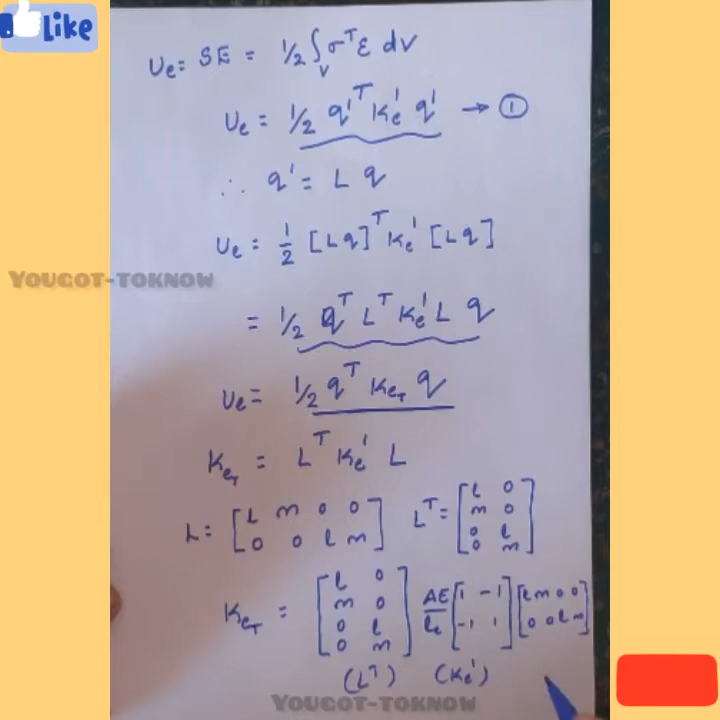 Like
Ue = SE = 1/2 ∫v σᵀε dv
Ue = 1/2 q'ᵀ Ke' q' → ①
∴ q' = L q
Ue = 1/2 [Lq]ᵀ Ke' [Lq]
YOUGOT-TOKNOW
= 1/2 qᵀ Lᵀ Ke' L q
Ue = 1/2 qᵀ KeT q
KeT = Lᵀ Ke' L
L = [l m 0 0; 0 0 l m] Lᵀ = [l 0; m 0; 0 l; 0 m]
KeT = [l 0; m 0; 0 l; 0 m] AE/le [1 -1; -1 1] [l m 0 0; 0 0 l m]
(Lᵀ) (Ke')
YOUGOT-TOKNOW